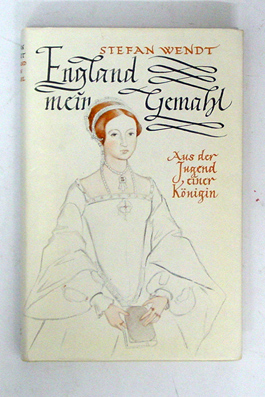 STEFAN WENDT
England
mein Gemahl
Aus der
Jugend
einer
Königin